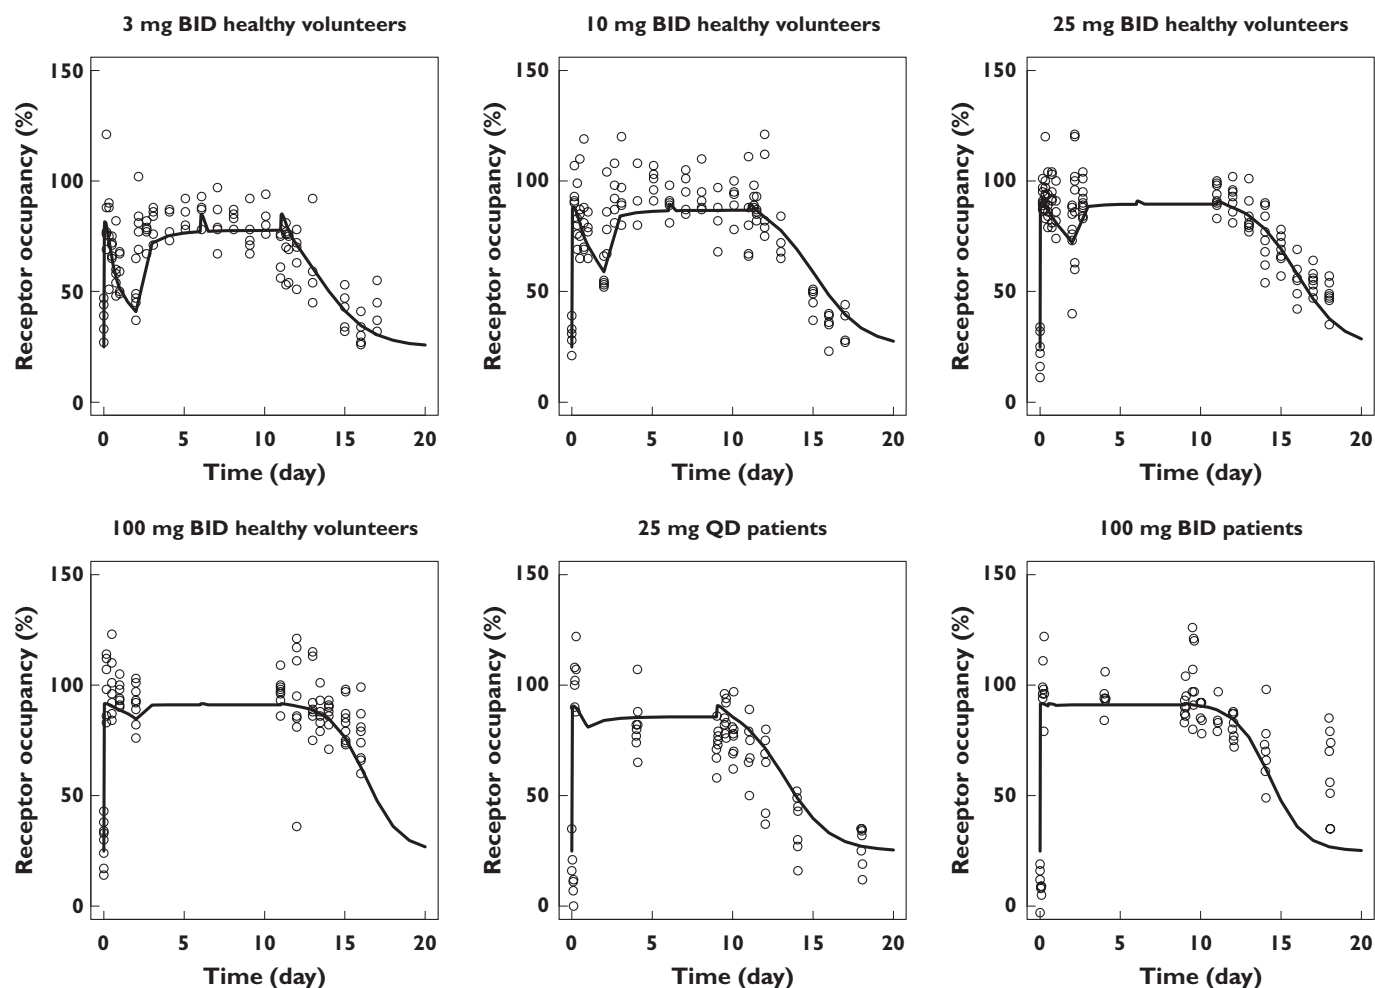 3 mg BID healthy volunteers
10 mg BID healthy volunteers
25 mg BID healthy volunteers
Receptor occupancy (%)
150
100
50
0
0 5 10 15 20
Time (day)
Receptor occupancy (%)
150
100
50
0
0 5 10 15 20
Time (day)
Receptor occupancy (%)
150
100
50
0
0 5 10 15 20
Time (day)
100 mg BID healthy volunteers
25 mg QD patients
100 mg BID patients
Receptor occupancy (%)
150
100
50
0
0 5 10 15 20
Time (day)
Receptor occupancy (%)
150
100
50
0
0 5 10 15 20
Time (day)
Receptor occupancy (%)
150
100
50
0
0 5 10 15 20
Time (day)